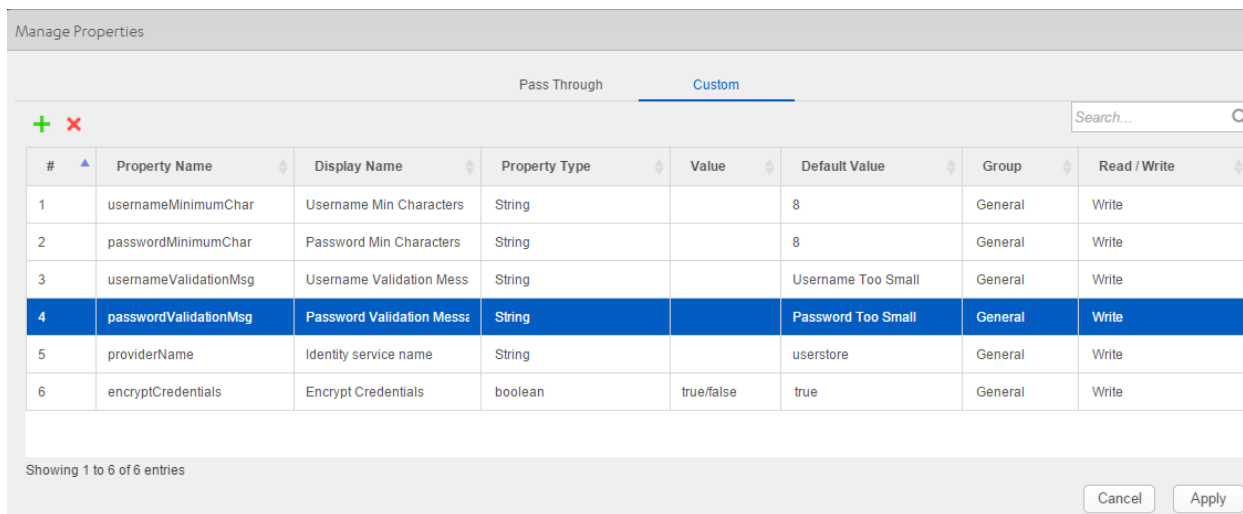 Manage Properties
Pass Through Custom
Search...
# Property Name Display Name Property Type Value Default Value Group Read / Write
1 usernameMinimumChar Username Min Characters String 8 General Write
2 passwordMinimumChar Password Min Characters String 8 General Write
3 usernameValidationMsg Username Validation Mess String Username Too Small General Write
4 passwordValidationMsg Password Validation Messa String Password Too Small General Write
5 providerName Identity service name String userstore General Write
6 encryptCredentials Encrypt Credentials boolean true/false true General Write
Showing 1 to 6 of 6 entries
Cancel Apply